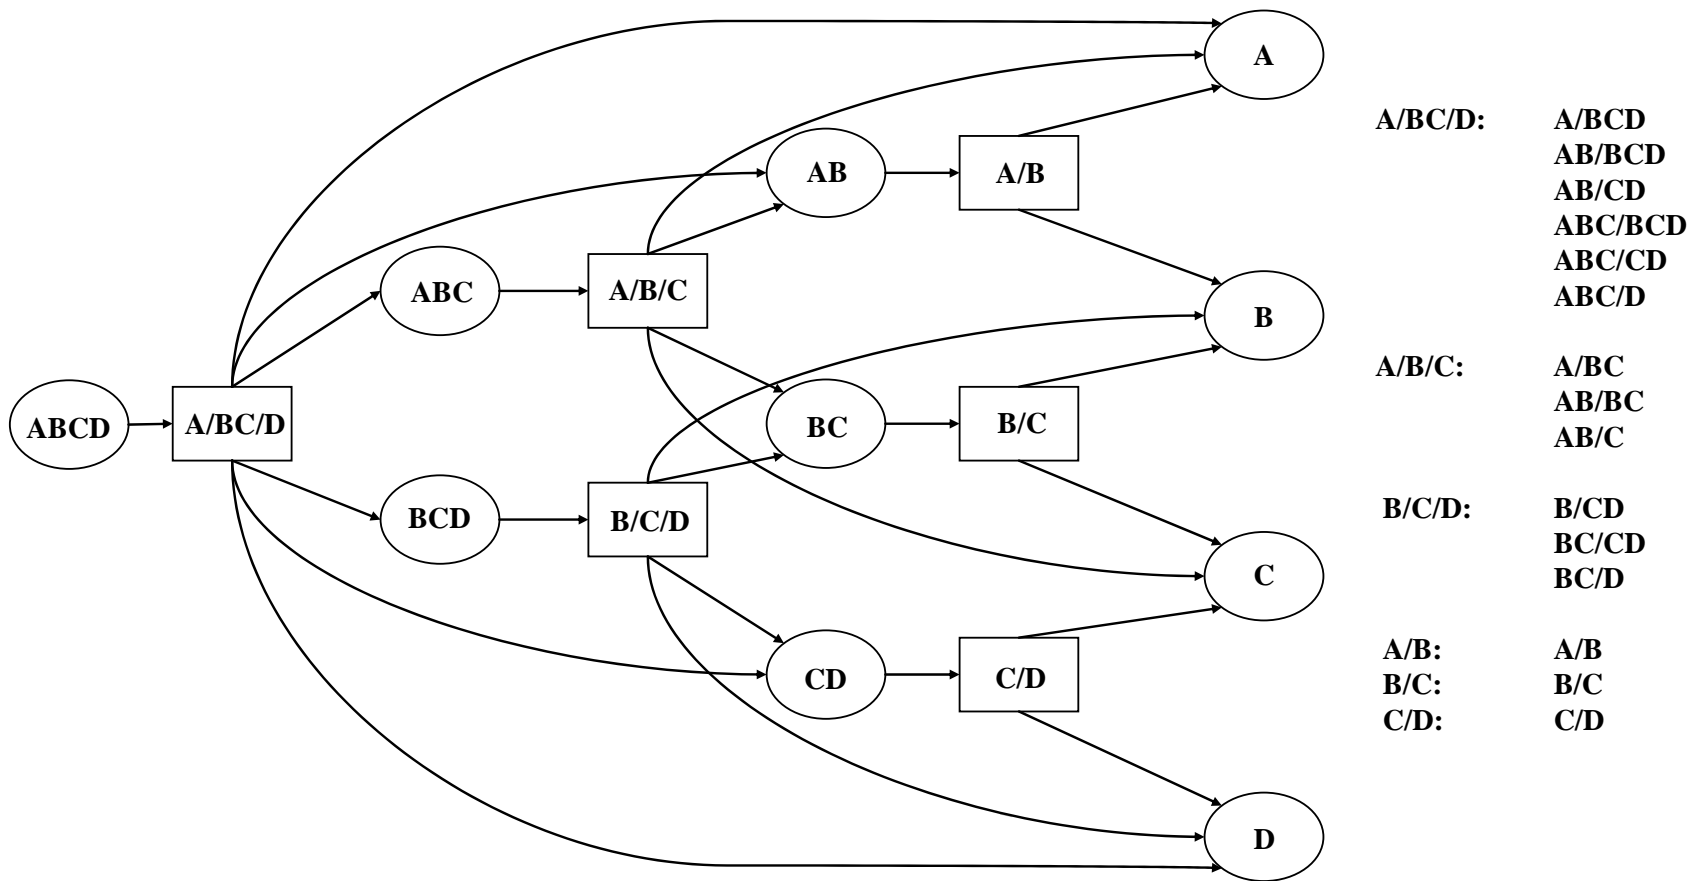 A
A/BC/D: A/BCD
AB/BCD
AB A/B
AB/CD
ABC/BCD
ABC/CD
ABC A/B/C
ABC/D
B
A/B/C: A/BC
AB/BC
ABCD A/BC/D BC B/C
AB/C
B/C/D: B/CD
BCD B/C/D
BC/CD
C
BC/D
A/B: A/B
CD C/D
B/C: B/C
C/D: C/D
D